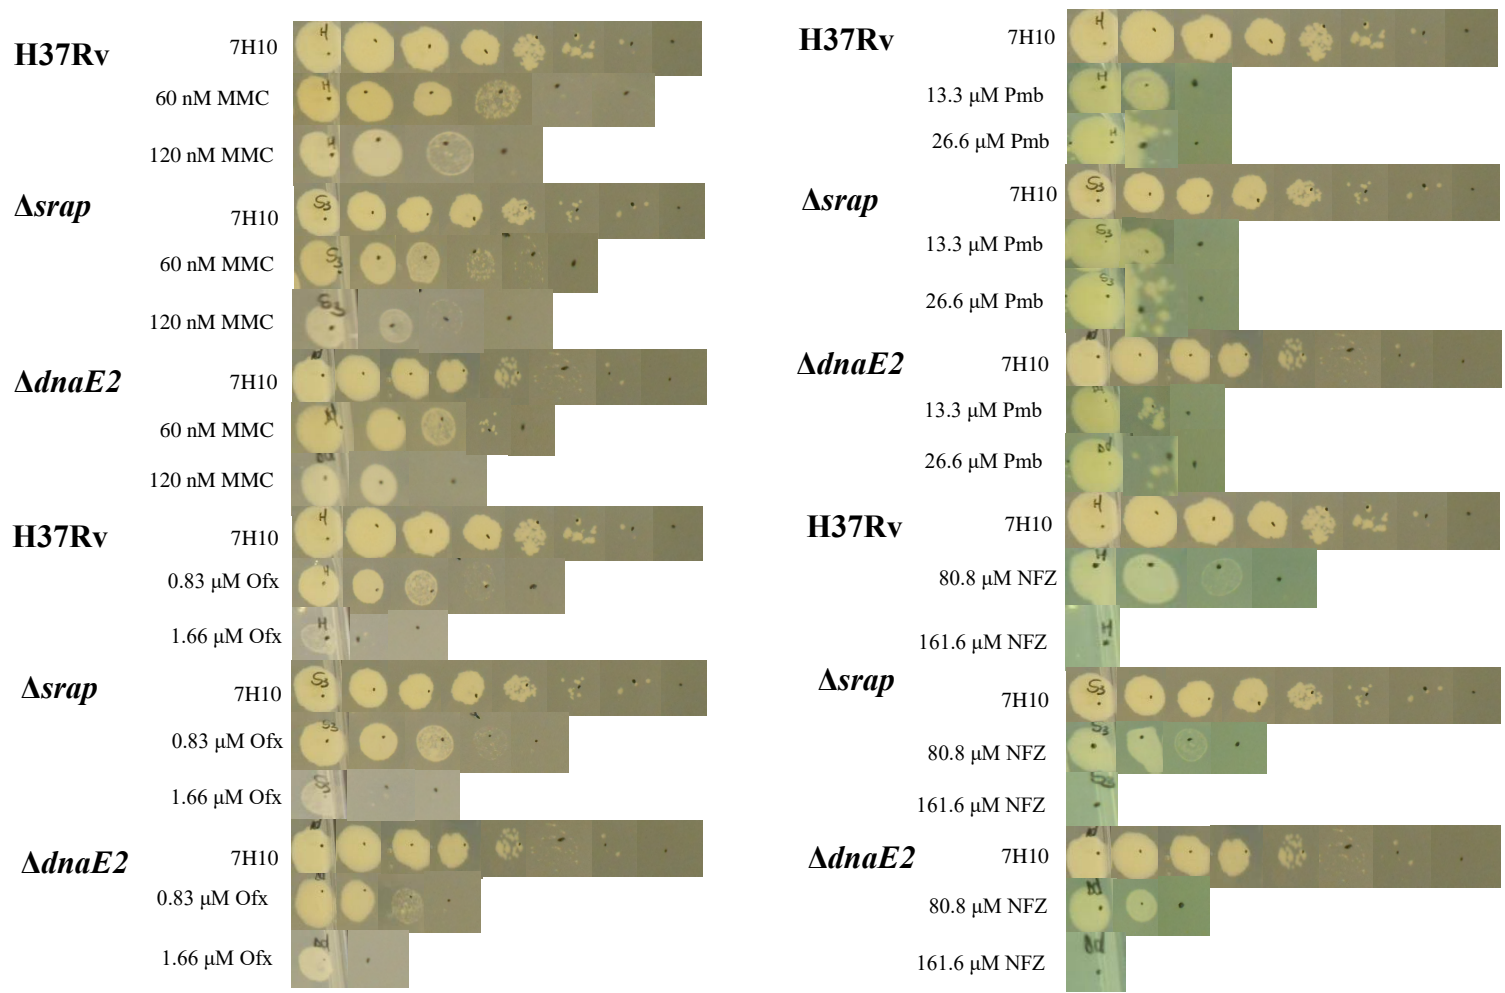 H37Rv
7H10
60 nM MMC
120 nM MMC
Δsrap
7H10
60 nM MMC
120 nM MMC
ΔdnaE2
7H10
60 nM MMC
120 nM MMC
H37Rv
7H10
0.83 μM Ofx
1.66 μM Ofx
Δsrap
7H10
0.83 μM Ofx
1.66 μM Ofx
ΔdnaE2
7H10
0.83 μM Ofx
1.66 μM Ofx
H37Rv
7H10
13.3 μM Pmb
26.6 μM Pmb
Δsrap
7H10
13.3 μM Pmb
26.6 μM Pmb
ΔdnaE2
7H10
13.3 μM Pmb
26.6 μM Pmb
H37Rv
7H10
80.8 μM NFZ
161.6 μM NFZ
Δsrap
7H10
80.8 μM NFZ
161.6 μM NFZ
ΔdnaE2
7H10
80.8 μM NFZ
161.6 μM NFZ